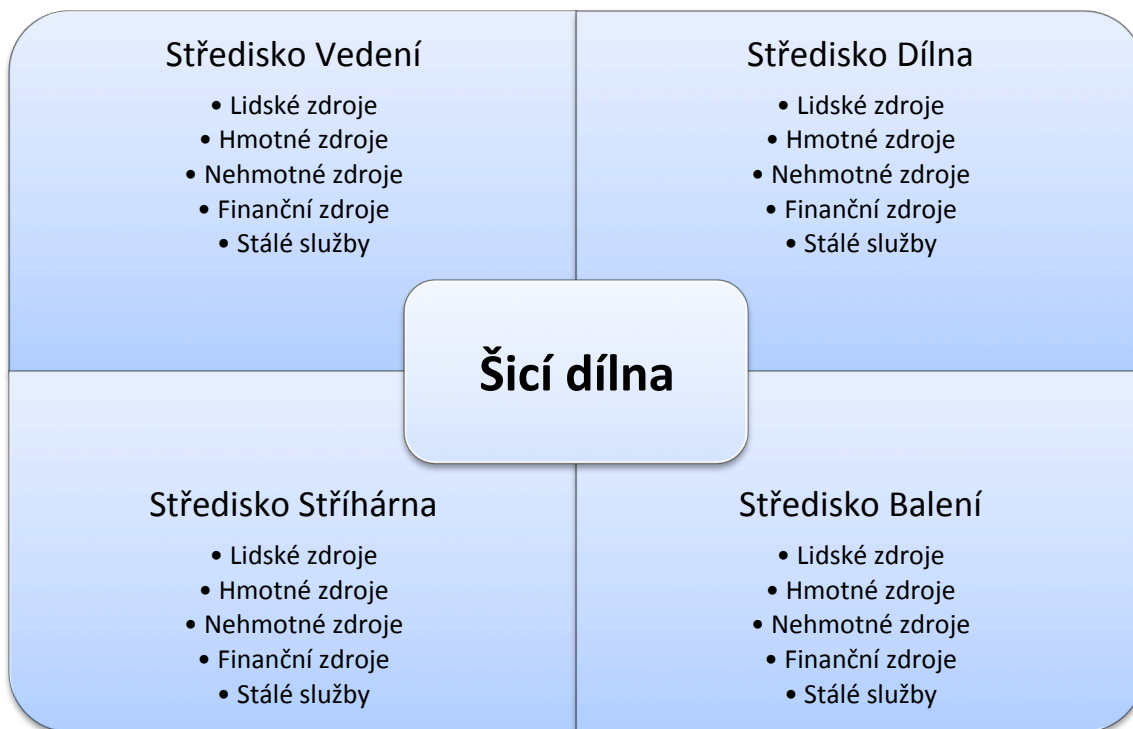 Středisko Vedení
• Lidské zdroje
• Hmotné zdroje
• Nehmotné zdroje
• Finanční zdroje
• Stálé služby
Středisko Dílna
• Lidské zdroje
• Hmotné zdroje
• Nehmotné zdroje
• Finanční zdroje
• Stálé služby
Šicí dílna
Středisko Stříhárna
• Lidské zdroje
• Hmotné zdroje
• Nehmotné zdroje
• Finanční zdroje
• Stálé služby
Středisko Balení
• Lidské zdroje
• Hmotné zdroje
• Nehmotné zdroje
• Finanční zdroje
• Stálé služby